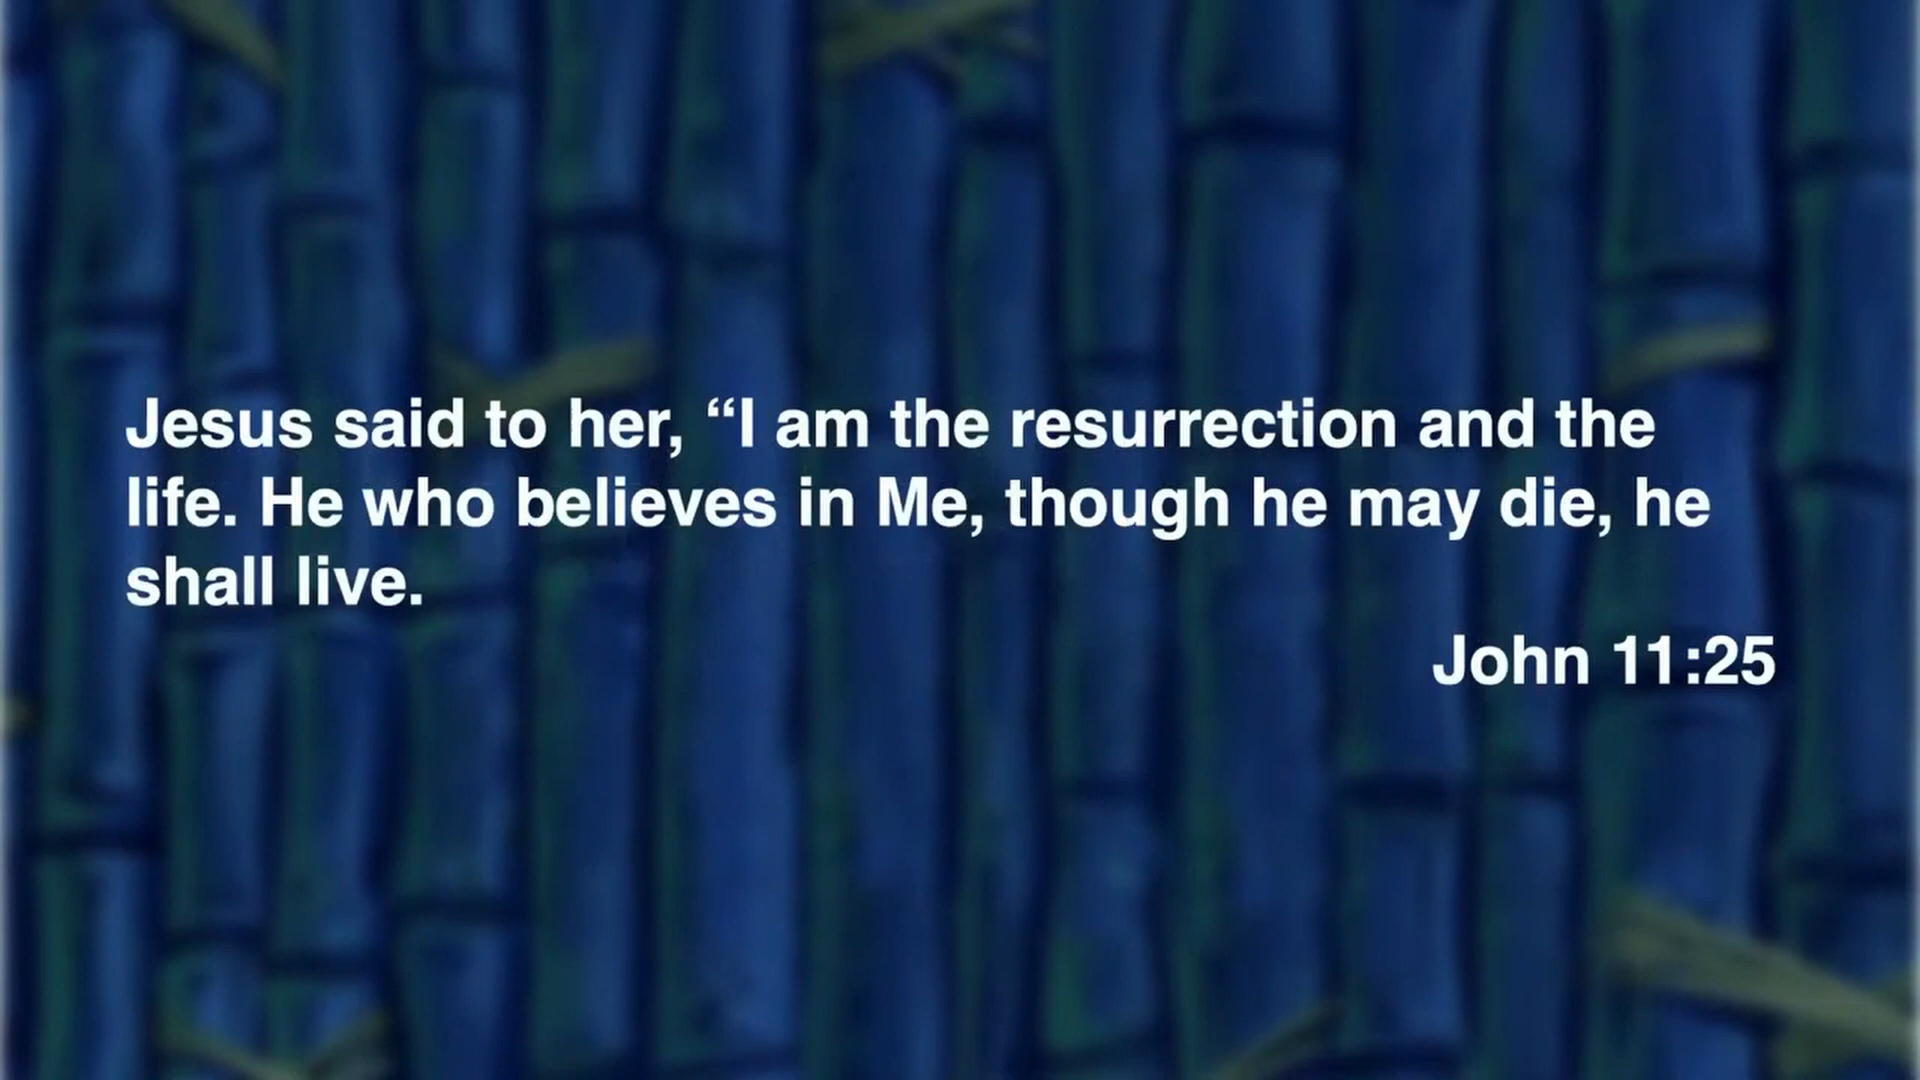 Jesus said to her, “I am the resurrection and the
life. He who believes in Me, though he may die, he
shall live.
John 11:25